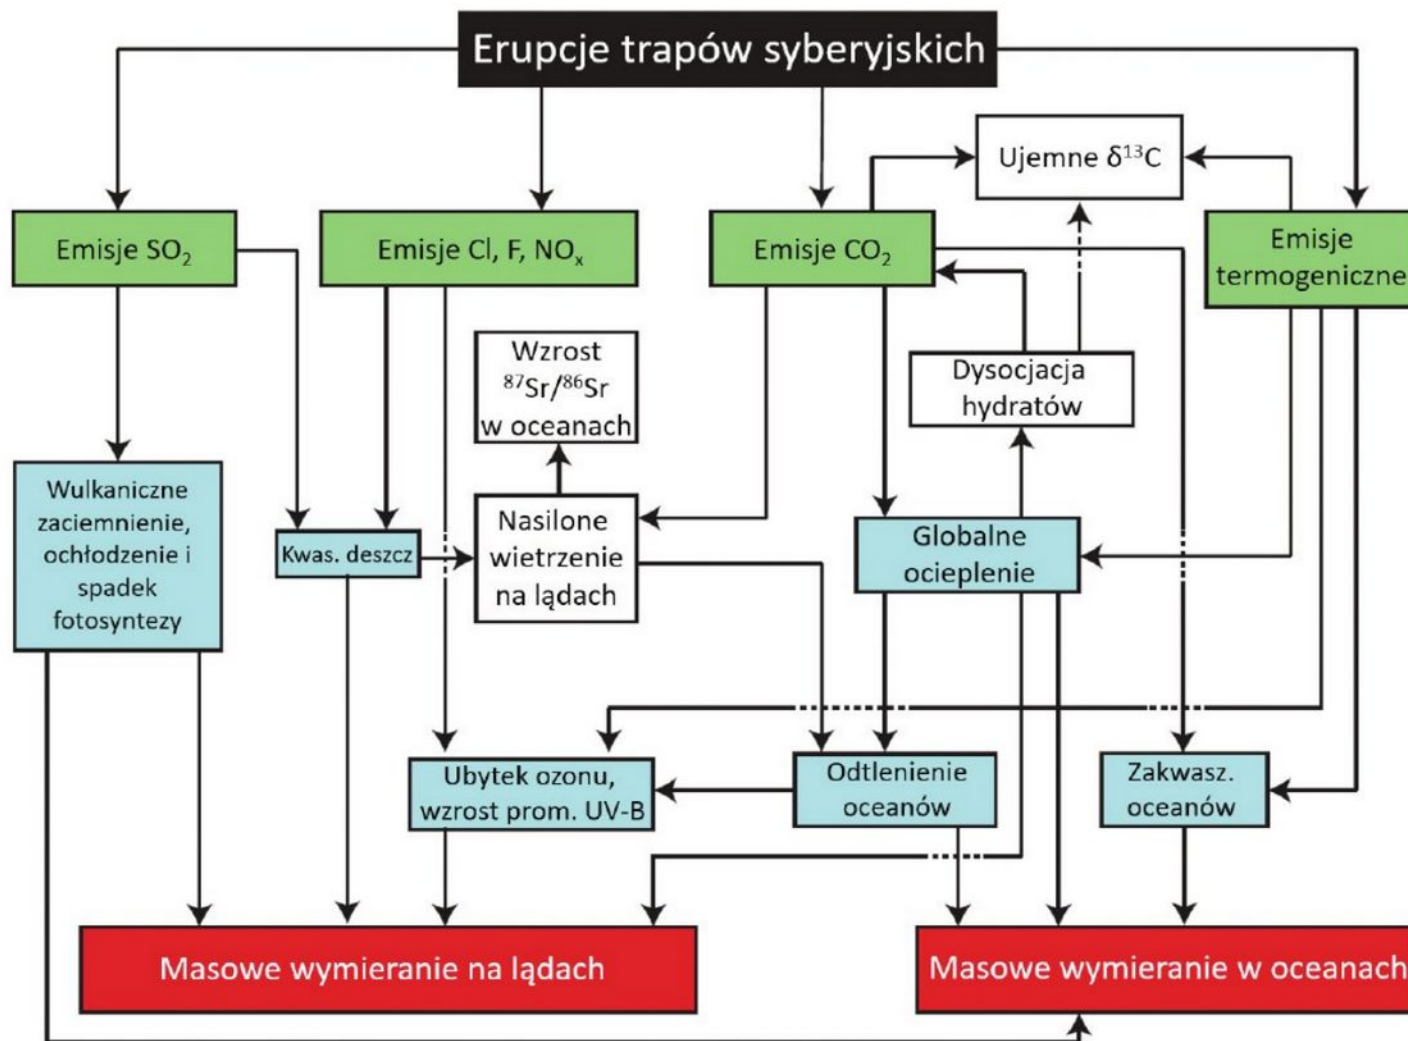 Erupcje trapów syberyjskich
Ujemne δ¹³C
Emisje SO₂
Emisje Cl, F, NOₓ
Emisje CO₂
Emisje
termogeniczne
Wzrost
⁸⁷Sr/⁸⁶Sr
w oceanach
Dysocjacja
hydratów
Wulkaniczne
zaciemnienie,
ochłodzenie i
spadek
fotosyntezy
Kwas. deszcz
Nasilone
wietrzenie
na lądach
Globalne
ocieplenie
Ubytek ozonu,
wzrost prom. UV-B
Odtlenienie
oceanów
Zakwasz.
oceanów
Masowe wymieranie na lądach
Masowe wymieranie w oceanach